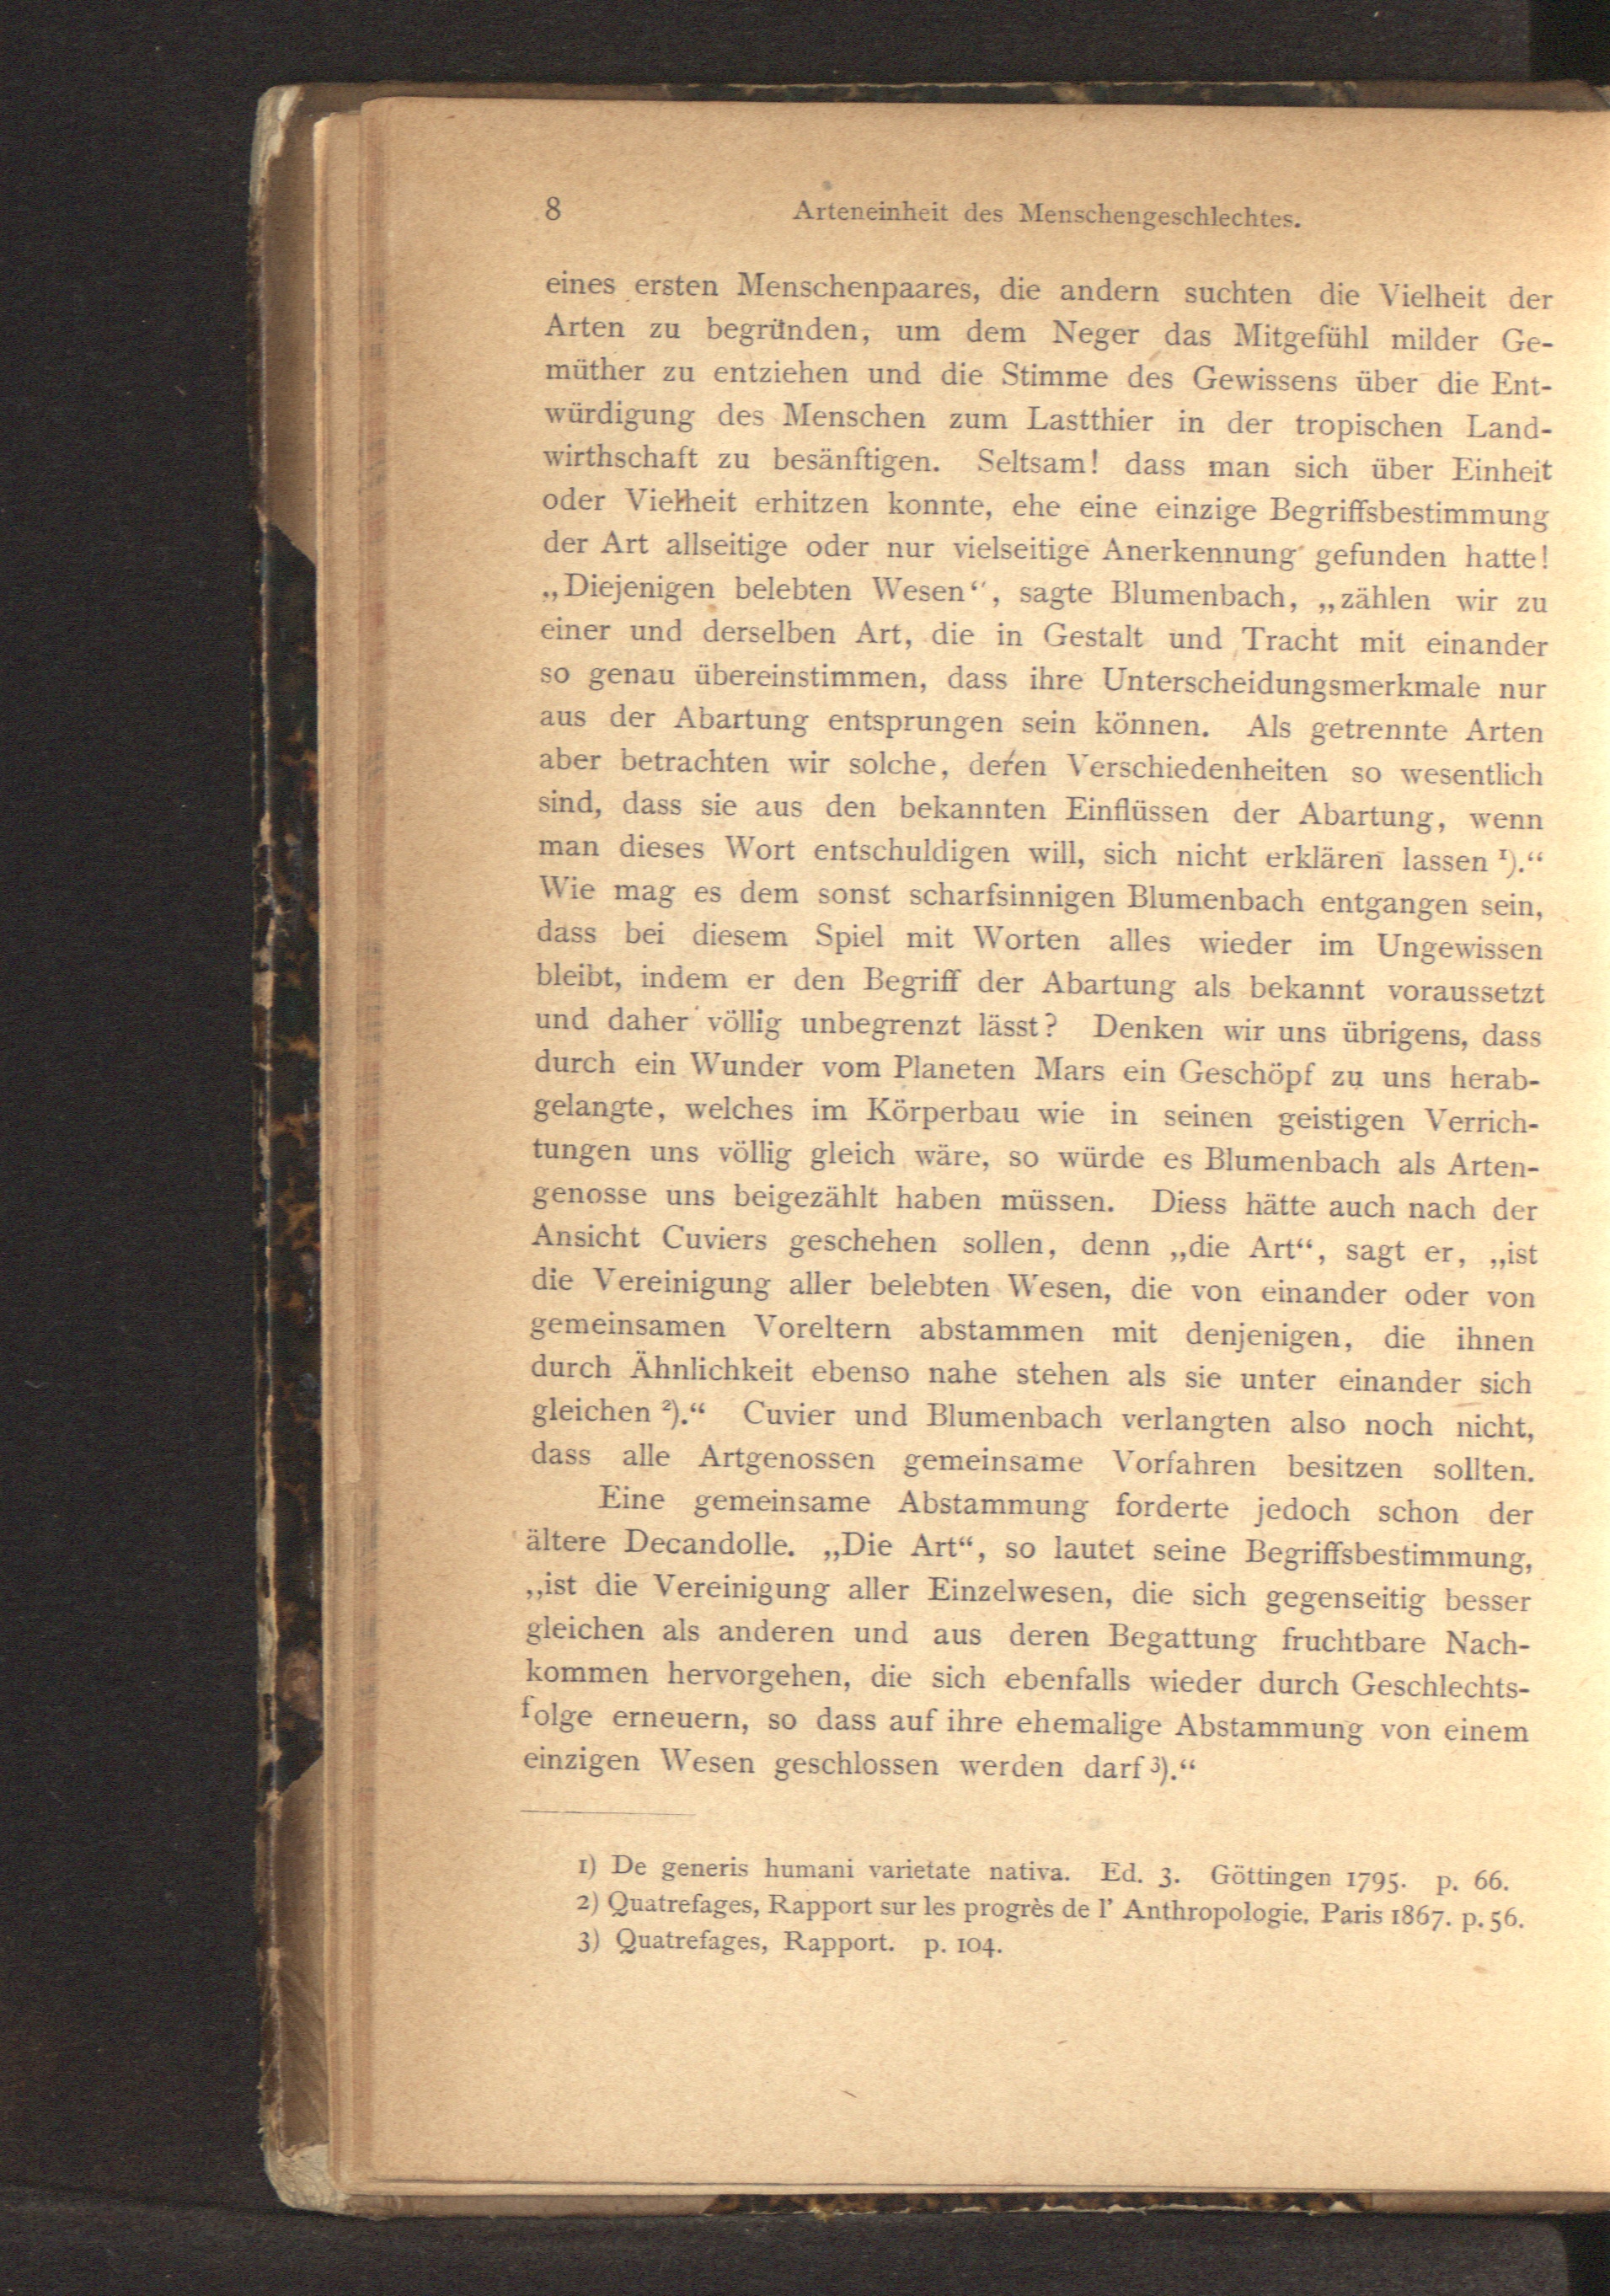 8 Arteneinheit des Menschengeschlechtes.
eines ersten Menschenpaares, die andern suchten die Vielheit der
Arten zu begründen, um dem Neger das Mitgefühl milder Ge-
müther zu entziehen und die Stimme des Gewissens über die Ent-
würdigung des Menschen zum Lastthier in der tropischen Land-
wirthschaft zu besänftigen. Seltsam! dass man sich über Einheit
oder Vielheit erhitzen konnte, ehe eine einzige Begriffsbestimmung
der Art allseitige oder nur vielseitige Anerkennung gefunden hatte!
„Diejenigen belebten Wesen“, sagte Blumenbach, „zählen wir zu
einer und derselben Art, die in Gestalt und Tracht mit einander
so genau übereinstimmen, dass ihre Unterscheidungsmerkmale nur
aus der Abartung entsprungen sein können. Als getrennte Arten
aber betrachten wir solche, deren Verschiedenheiten so wesentlich
sind, dass sie aus den bekannten Einflüssen der Abartung, wenn
man dieses Wort entschuldigen will, sich nicht erklären lassen ¹).“
Wie mag es dem sonst scharfsinnigen Blumenbach entgangen sein,
dass bei diesem Spiel mit Worten alles wieder im Ungewissen
bleibt, indem er den Begriff der Abartung als bekannt voraussetzt
und daher völlig unbegrenzt lässt? Denken wir uns übrigens, dass
durch ein Wunder vom Planeten Mars ein Geschöpf zu uns herab-
gelangte, welches im Körperbau wie in seinen geistigen Verrich-
tungen uns völlig gleich wäre, so würde es Blumenbach als Arten-
genosse uns beigezählt haben müssen. Diess hätte auch nach der
Ansicht Cuviers geschehen sollen, denn „die Art“, sagt er, „ist
die Vereinigung aller belebten Wesen, die von einander oder von
gemeinsamen Voreltern abstammen mit denjenigen, die ihnen
durch Ähnlichkeit ebenso nahe stehen als sie unter einander sich
gleichen ²).“ Cuvier und Blumenbach verlangten also noch nicht,
dass alle Artgenossen gemeinsame Vorfahren besitzen sollten.
Eine gemeinsame Abstammung forderte jedoch schon der
ältere Decandolle. „Die Art“, so lautet seine Begriffsbestimmung,
„ist die Vereinigung aller Einzelwesen, die sich gegenseitig besser
gleichen als anderen und aus deren Begattung fruchtbare Nach-
kommen hervorgehen, die sich ebenfalls wieder durch Geschlechts-
folge erneuern, so dass auf ihre ehemalige Abstammung von einem
einzigen Wesen geschlossen werden darf ³).“
1) De generis humani varietate nativa. Ed. 3. Göttingen 1795. p. 66.
2) Quatrefages, Rapport sur les progrès de l' Anthropologie. Paris 1867. p. 56.
3) Quatrefages, Rapport. p. 104.